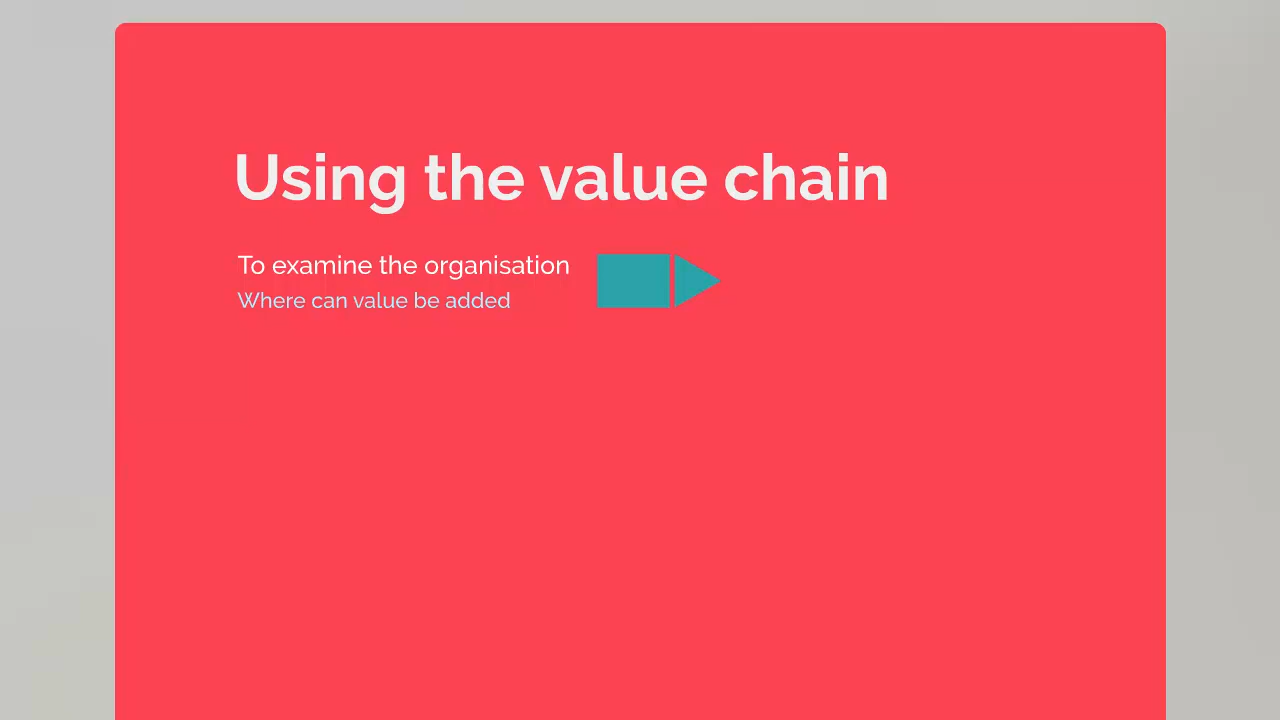 Using the value chain
To examine the organisation
Where can value be added